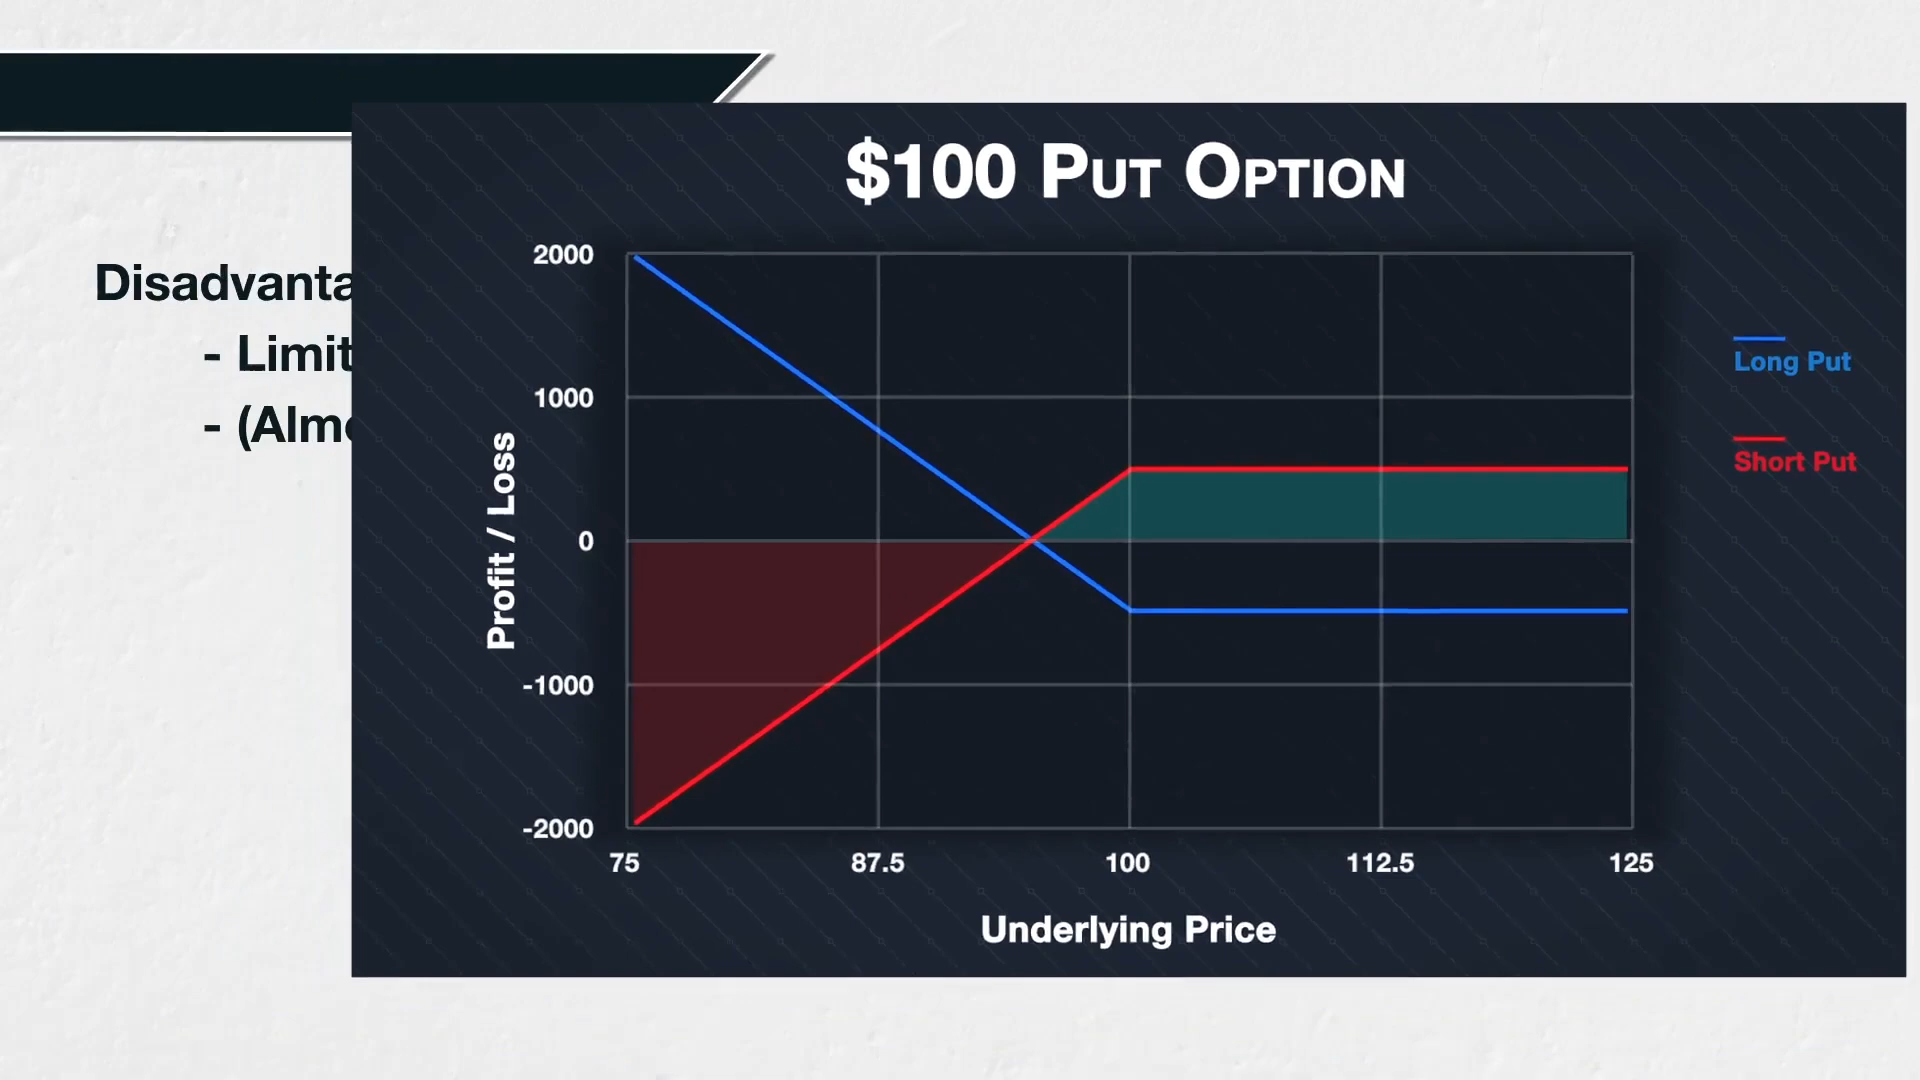 Disadvanta
- Limit
- (Alm
$100 PUT OPTION
2000
1000
0
-1000
-2000
Profit / Loss
75
87.5
100
112.5
125
Underlying Price
Long Put
Short Put